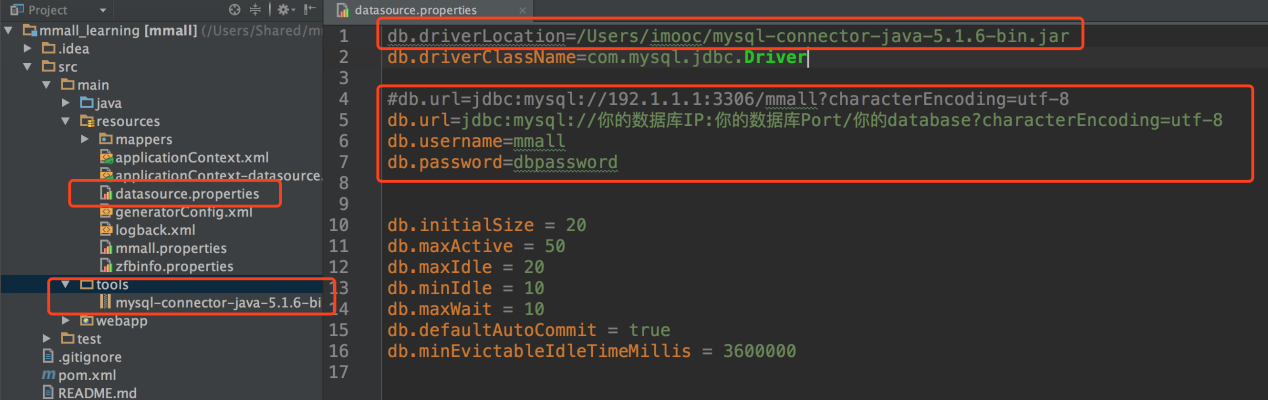 Project
mmall_learning [mmall] (/Users/Shared/m
.idea
src
main
java
resources
mappers
applicationContext.xml
applicationContext-datasource.
datasource.properties
generatorConfig.xml
logback.xml
mmall.properties
zfbinfo.properties
tools
mysql-connector-java-5.1.6-bi
webapp
test
.gitignore
pom.xml
README.md
datasource.properties
1 db.driverLocation=/Users/imooc/mysql-connector-java-5.1.6-bin.jar
2 db.driverClassName=com.mysql.jdbc.Driver
3
4 #db.url=jdbc:mysql://192.1.1.1:3306/mmall?characterEncoding=utf-8
5 db.url=jdbc:mysql://你的数据库IP:你的数据库Port/你的database?characterEncoding=utf-8
6 db.username=mmall
7 db.password=dbpassword
8
9
10 db.initialSize = 20
11 db.maxActive = 50
12 db.maxIdle = 20
13 db.minIdle = 10
14 db.maxWait = 10
15 db.defaultAutoCommit = true
16 db.minEvictableIdleTimeMillis = 3600000
17